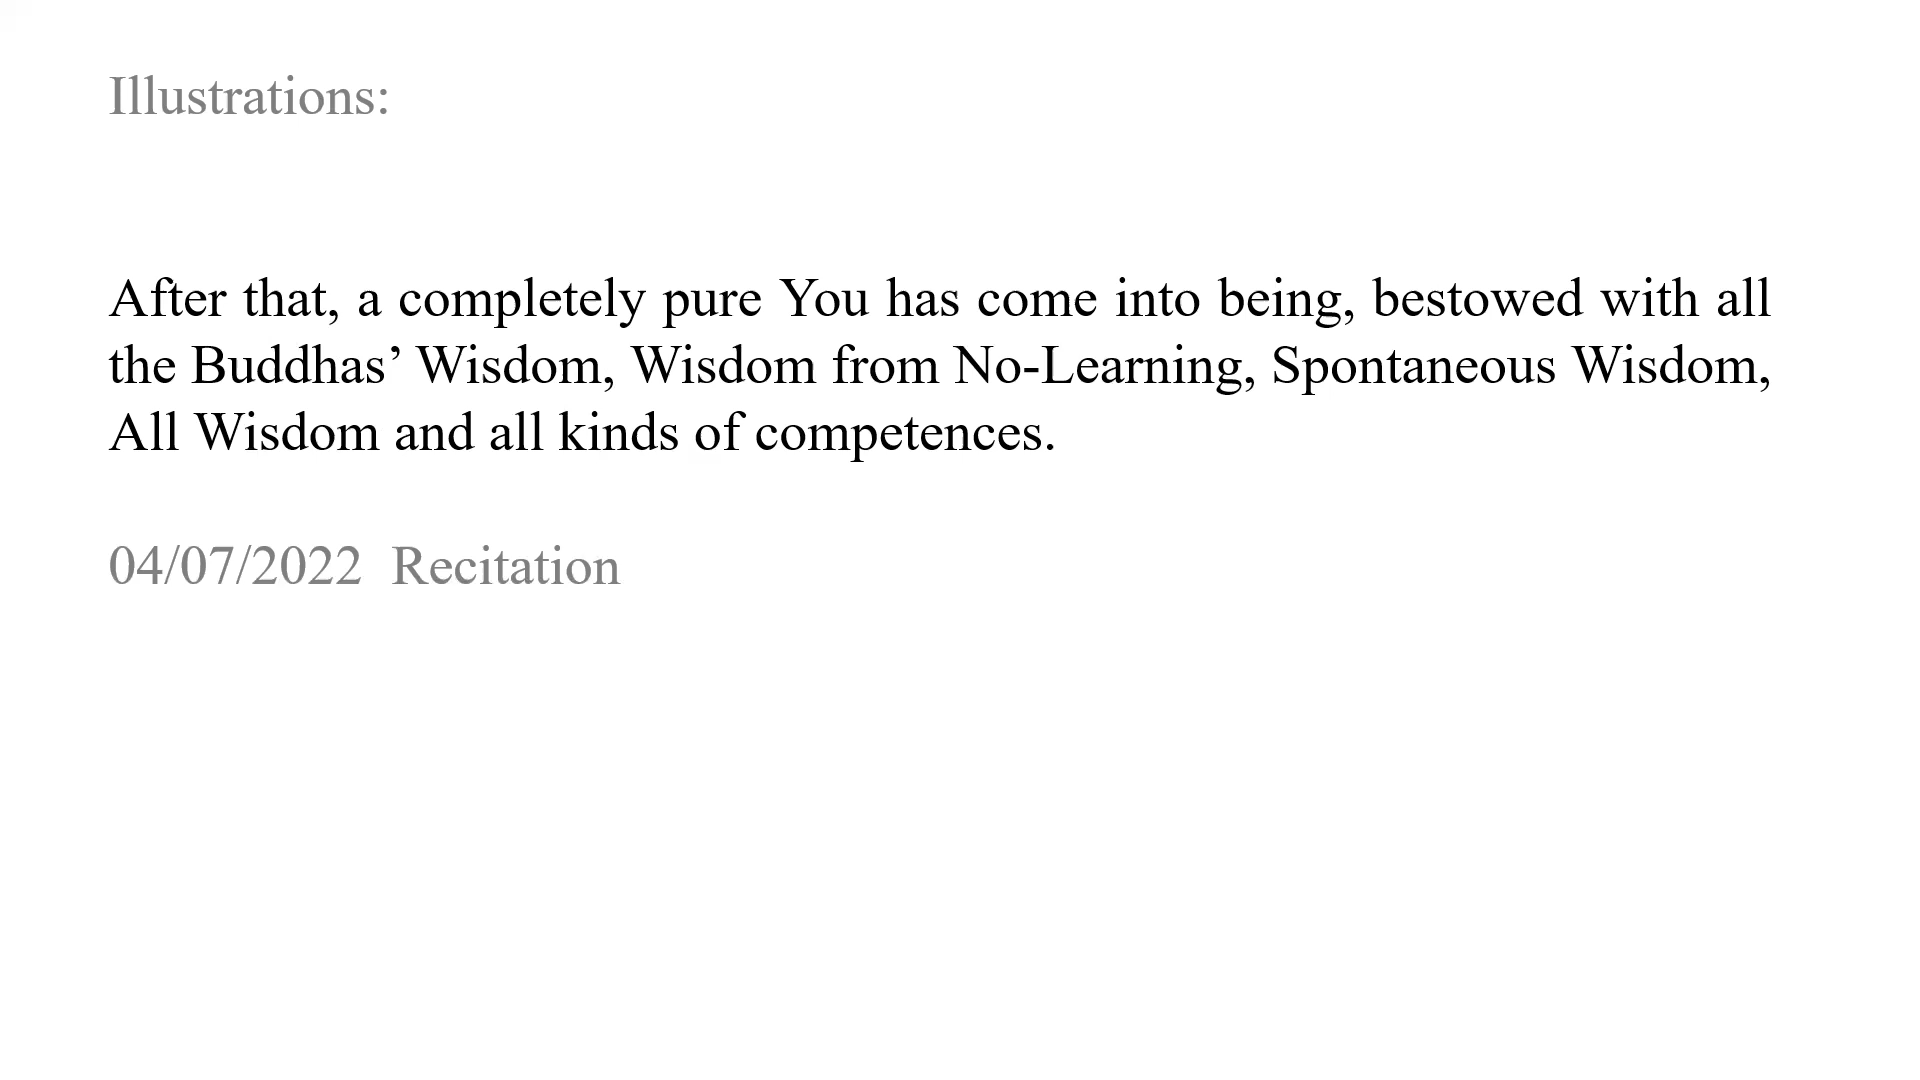 Illustrations:
After that, a completely pure You has come into being, bestowed with all
the Buddhas’ Wisdom, Wisdom from No-Learning, Spontaneous Wisdom,
All Wisdom and all kinds of competences.
04/07/2022  Recitation